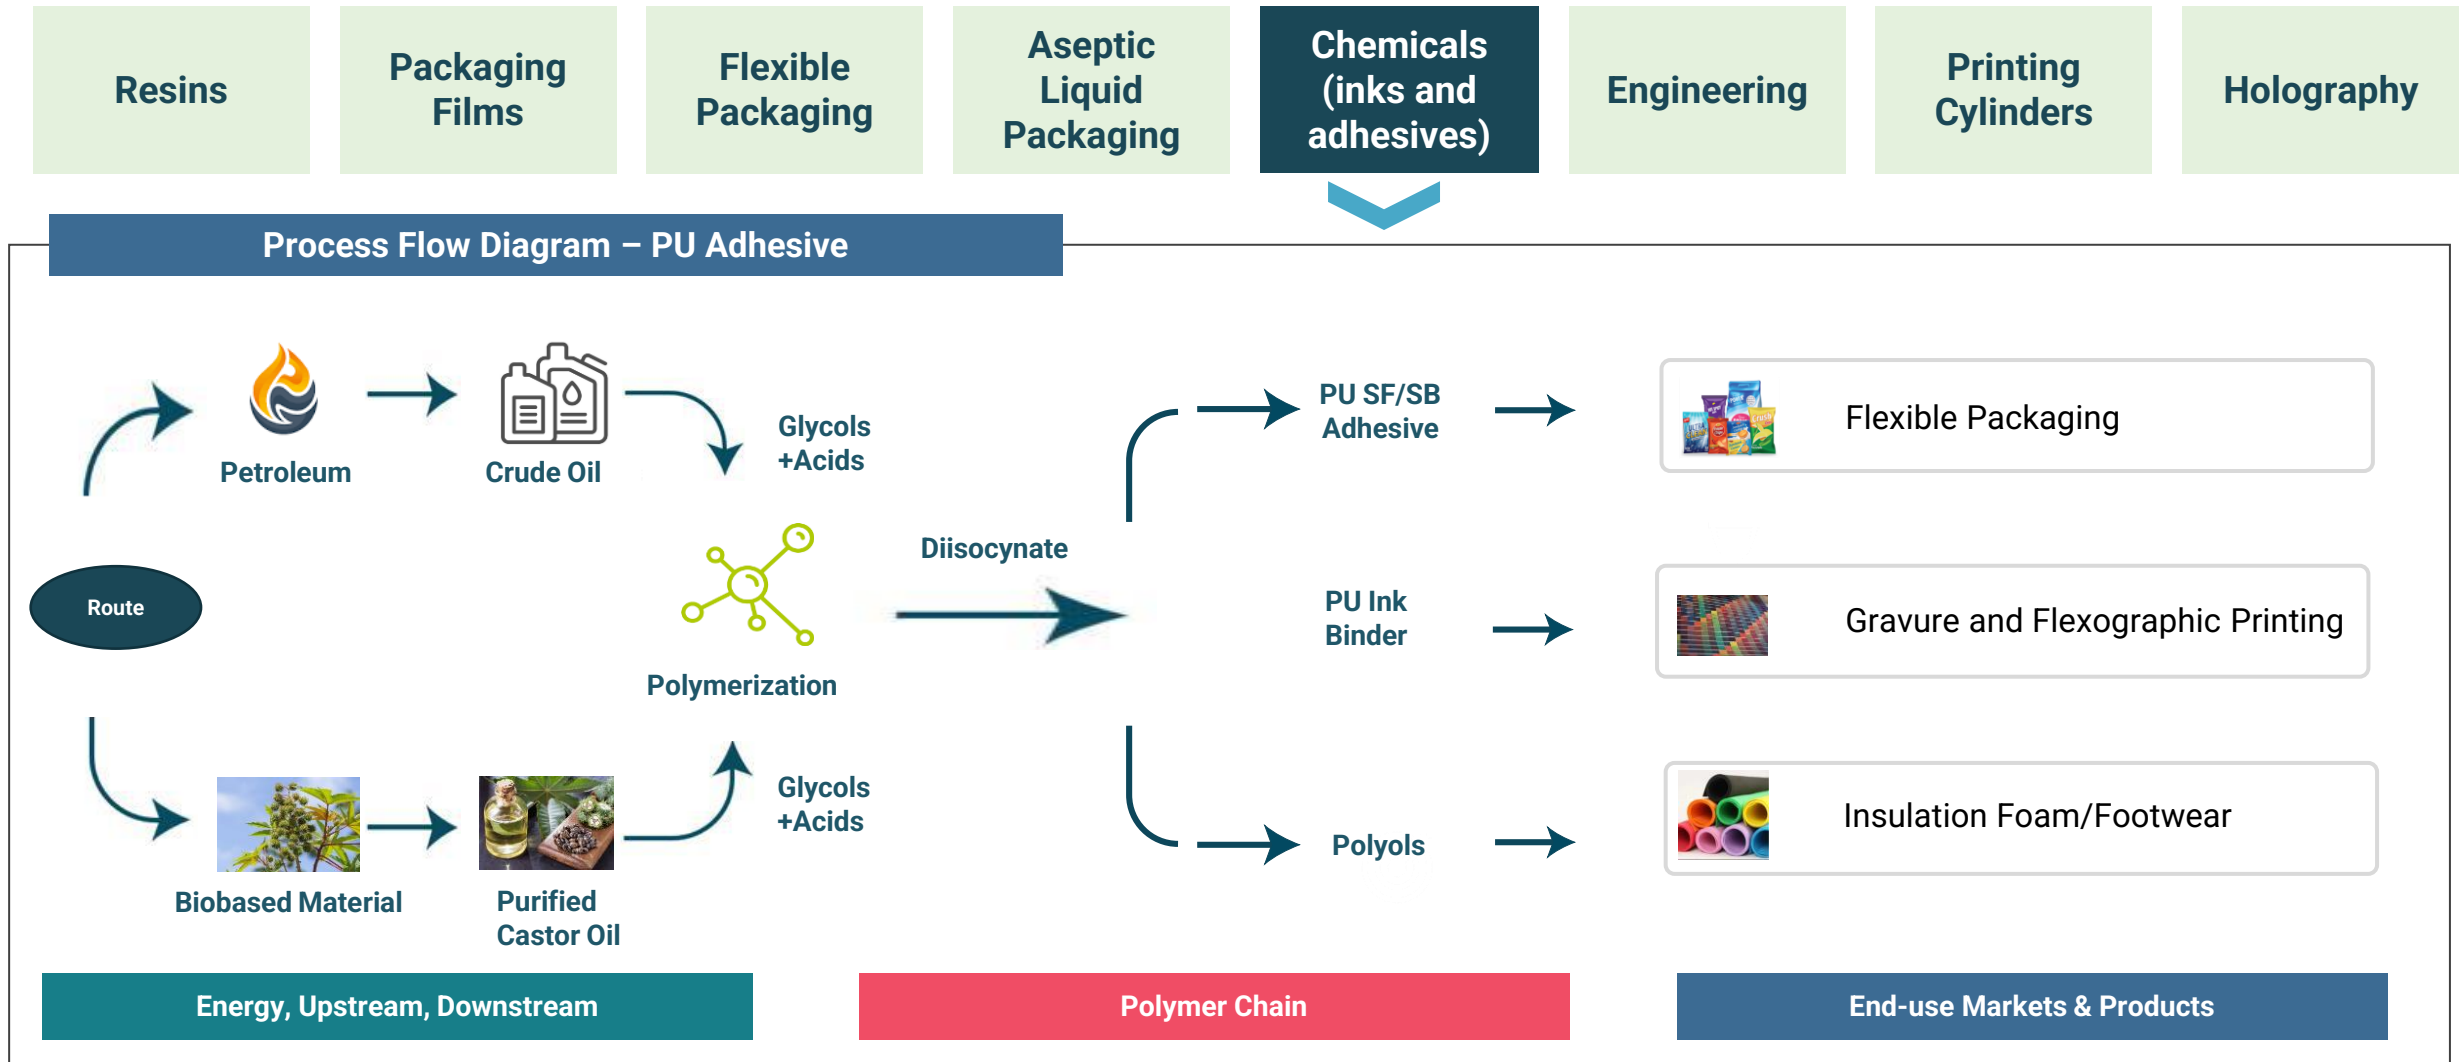 Resins
Packaging
Films
Flexible
Packaging
Aseptic
Liquid
Packaging
Chemicals
(inks and
adhesives)
Engineering
Printing
Cylinders
Holography
Process Flow Diagram – PU Adhesive
Petroleum
Crude Oil
Glycols
+Acids
Route
Polymerization
Diisocynate
Biobased Material
Purified
Castor Oil
Glycols
+Acids
PU SF/SB
Adhesive
Flexible Packaging
PU Ink
Binder
Gravure and Flexographic Printing
Polyols
Insulation Foam/Footwear
Energy, Upstream, Downstream
Polymer Chain
End-use Markets & Products